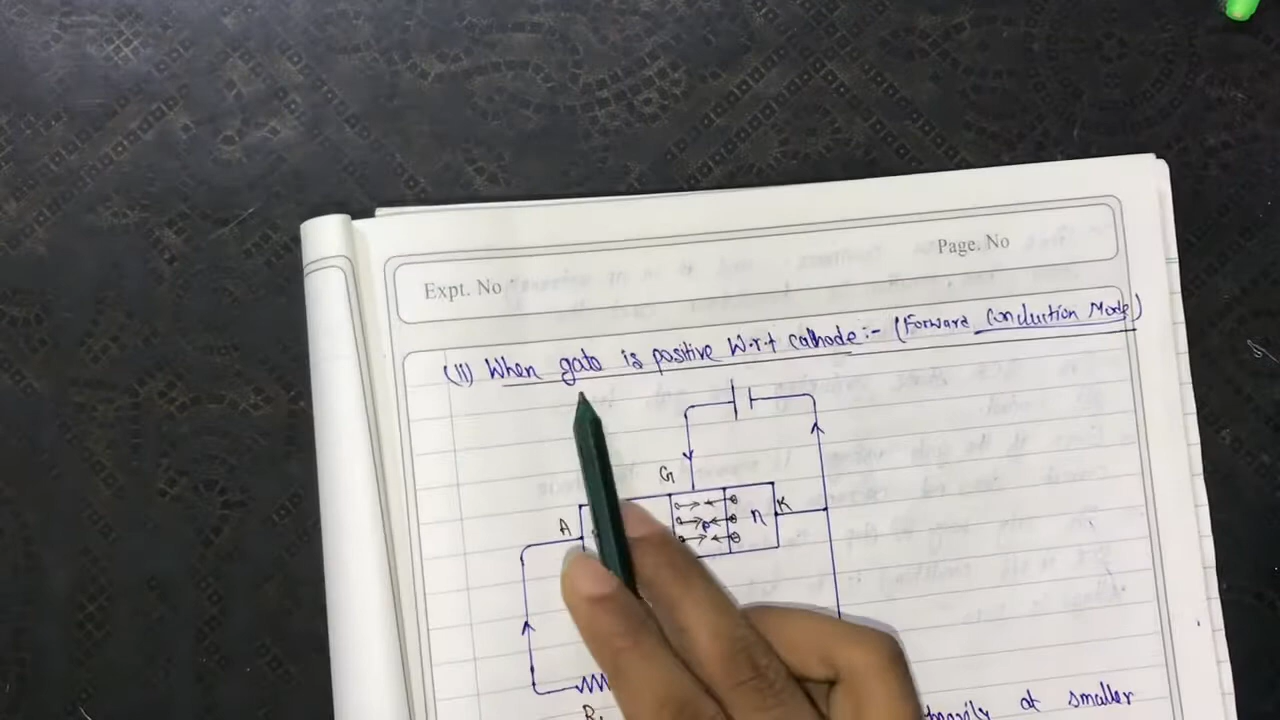 Expt. No
Page. No
(ii) When gate is positive w.r.t cathode:- (Forward conduction Mode)
G
A
K
P
n
R
at smaller